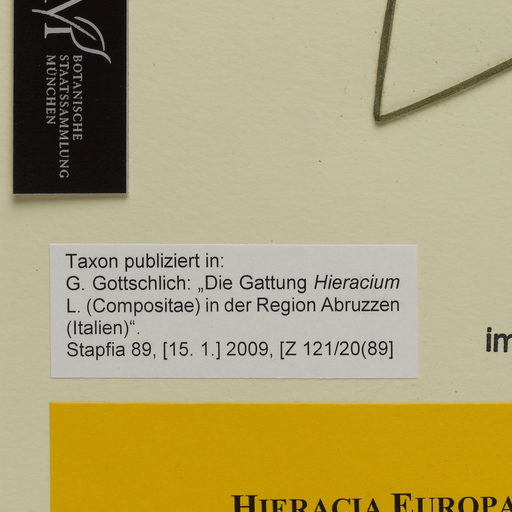 BOTANISCHE
STAATSSAMMLUNG
MÜNCHEN
Taxon publiziert in:
G. Gottschlich: „Die Gattung Hieracium
L. (Compositae) in der Region Abruzzen
(Italien)“.
Stapfia 89, [15. 1.] 2009, [Z 121/20(89]
im
HIERACIA EUROPA